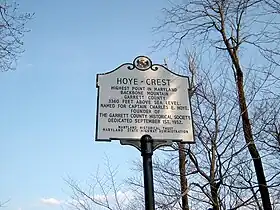 HOYE-CREST
HIGHEST POINT IN MARYLAND
BACKBONE MOUNTAIN
GARRETT COUNTY
3360 FEET ABOVE SEA LEVEL.
NAMED FOR CAPTAIN CHARLES E. HOYE,
FOUNDER OF
THE GARRETT COUNTY HISTORICAL SOCIETY.
DEDICATED SEPTEMBER 1ST, 1952.
MARYLAND HISTORICAL TRUST
MARYLAND STATE HIGHWAY ADMINISTRATION